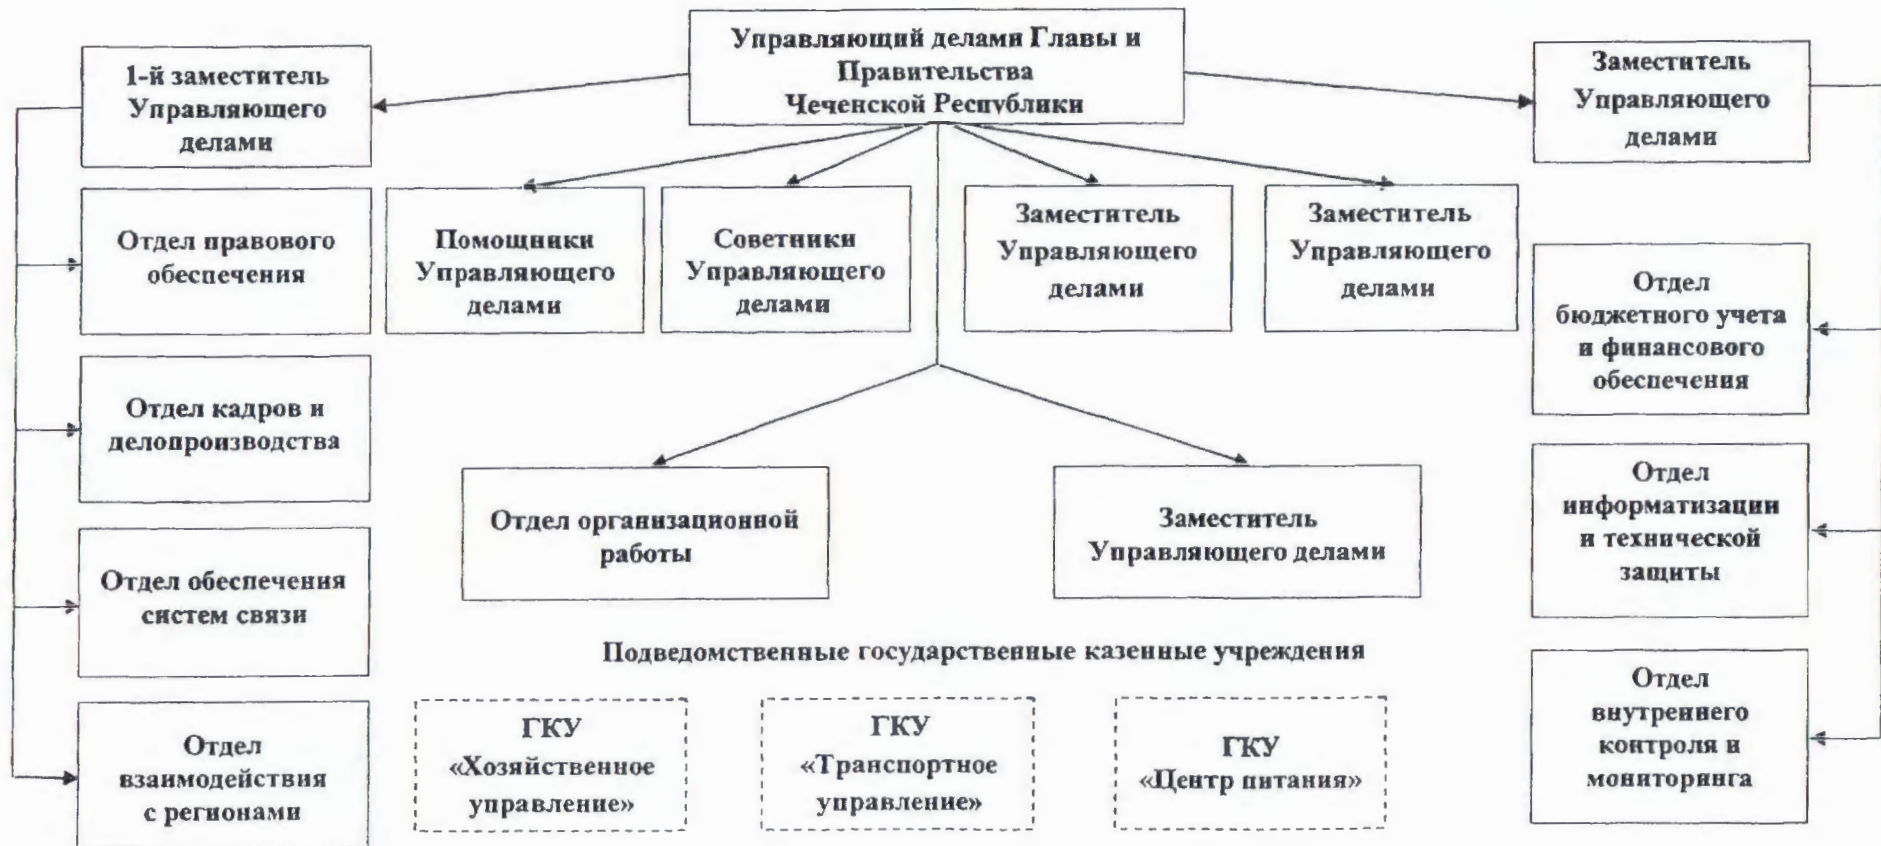 Управляющий делами Главы и
Правительства
Чеченской Республики
1-й заместитель
Управляющего
делами
Заместитель
Управляющего
делами
Отдел правового
обеспечения
Помощники
Управляющего
делами
Советники
Управляющего
делами
Заместитель
Управляющего
делами
Заместитель
Управляющего
делами
Отдел
бюджетного учета
и финансового
обеспечения
Отдел кадров и
делопроизводства
Отдел организационной
работы
Заместитель
Управляющего делами
Отдел
информатизации
и технической
защиты
Отдел обеспечения
систем связи
Подведомственные государственные казенные учреждения
Отдел
взаимодействия
с регионами
ГКУ
«Хозяйственное
управление»
ГКУ
«Транспортное
управление»
ГКУ
«Центр питания»
Отдел
внутреннего
контроля и
мониторинга